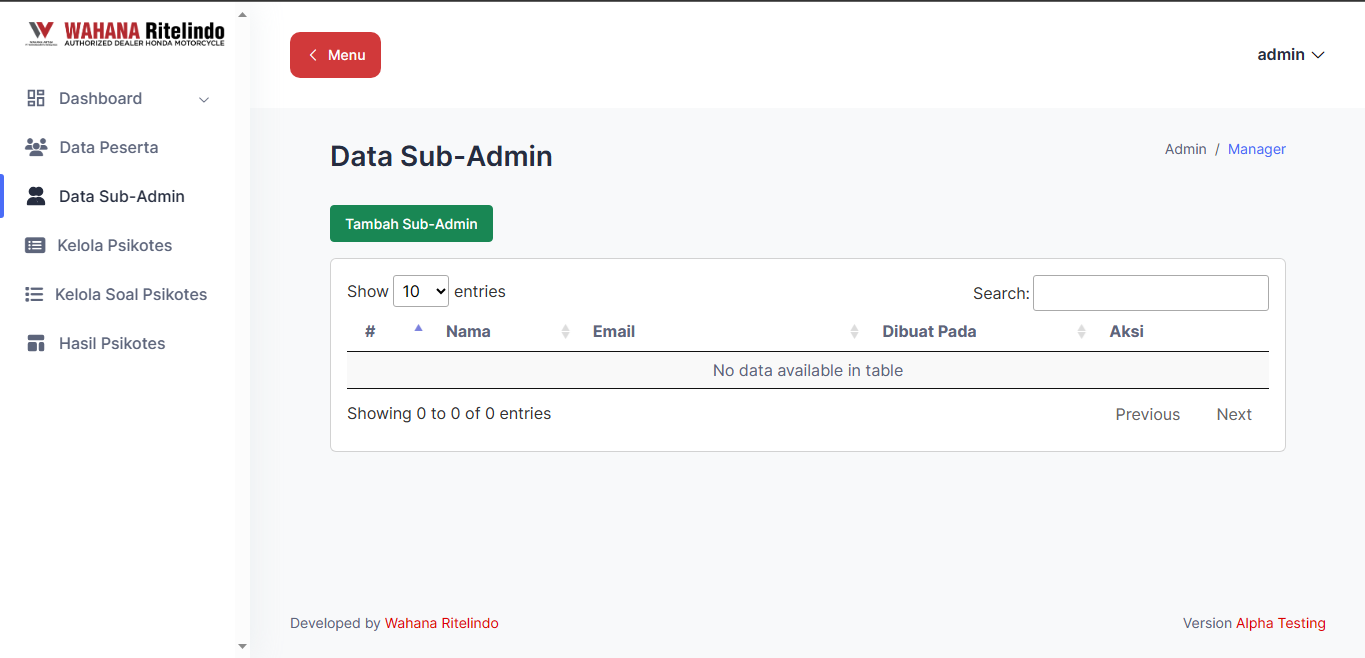 WAHANA Ritelindo
AUTHORIZED DEALER HONDA MOTORCYCLE
Dashboard
Data Peserta
Data Sub-Admin
Kelola Psikotes
Kelola Soal Psikotes
Hasil Psikotes
Menu
admin
Data Sub-Admin
Admin / Manager
Tambah Sub-Admin
Show 10 entries
Search:
# Nama Email Dibuat Pada Aksi
No data available in table
Showing 0 to 0 of 0 entries
Previous Next
Developed by Wahana Ritelindo
Version Alpha Testing